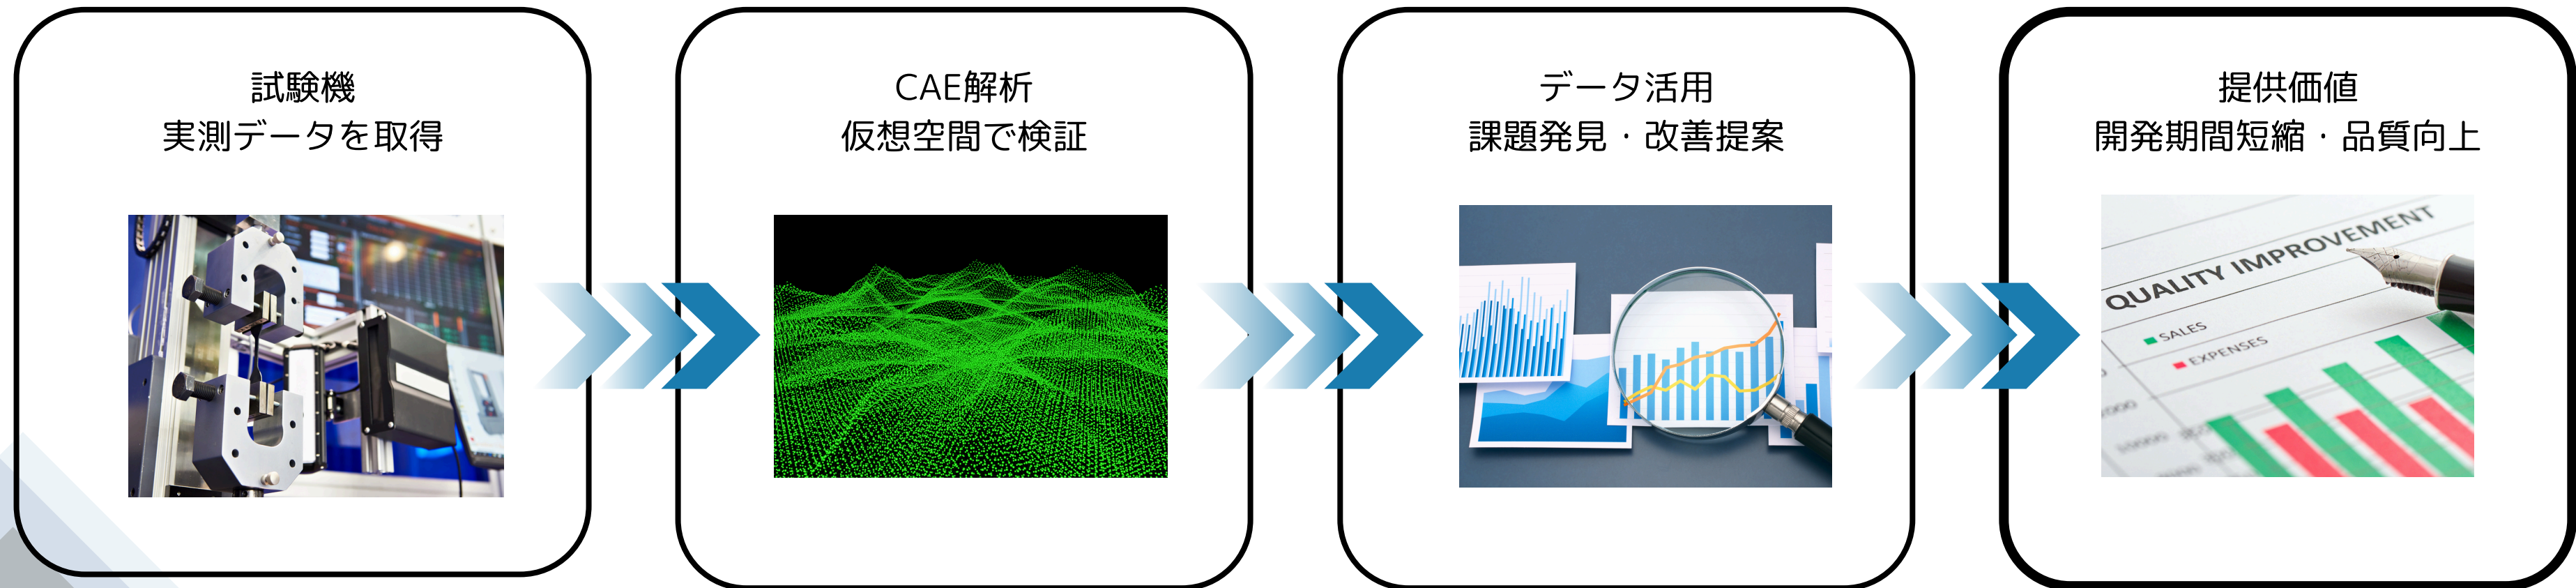 試験機
実測データを取得
CAE解析
仮想空間で検証
データ活用
課題発見・改善提案
提供価値
開発期間短縮・品質向上
QUALITY IMPROVEMENT
SALES
EXPENSES